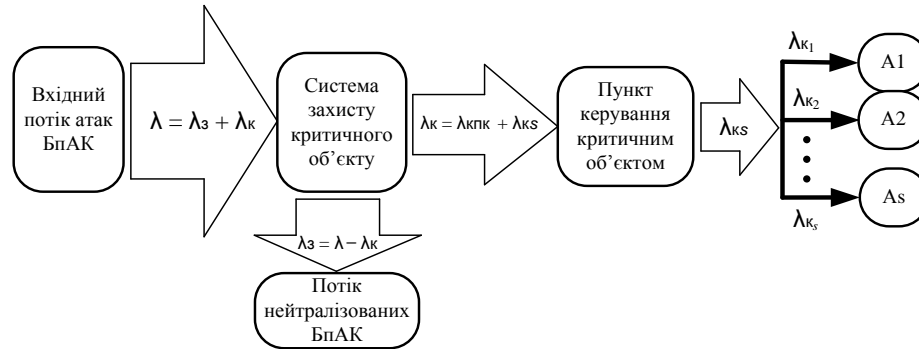 Вхідний
потік атак
БпАК
λ = λз + λк
Система
захисту
критичного
об’єкту
λк = λкпк + λкs
Пункт
керування
критичним
об’єктом
λкs
λк₁
A1
λк₂
A2
λкₛ
As
λз = λ − λк
Потік
нейтралізованих
БпАК